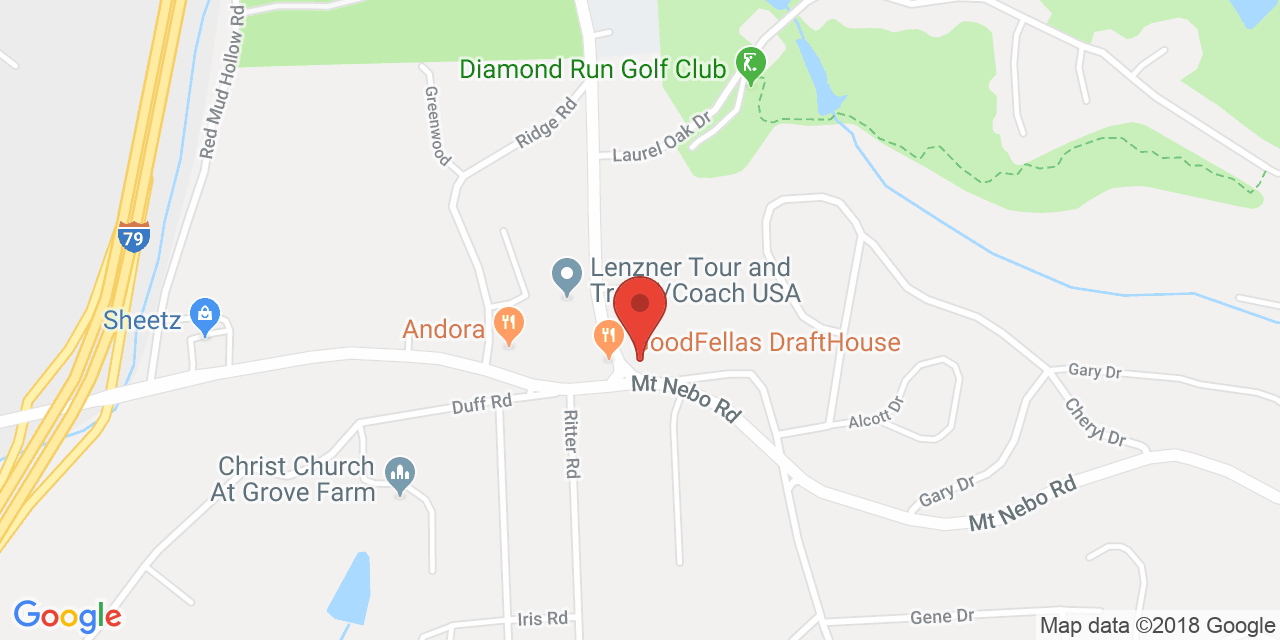 Red Mud Hollow Rd
Diamond Run Golf Club
Greenwood
Ridge Rd
Laurel Oak Dr
79
Lenzner Tour and
Coach USA
Sheetz
Andora
DraftHouse
Mt Nebo Rd
Duff Rd
Ritter Rd
Gary Dr
Alcott Dr
Cheryl Dr
Christ Church
At Grove Farm
Gary Dr
Mt Nebo Rd
Iris Rd
Gene Dr
Google
Map data ©2018 Google